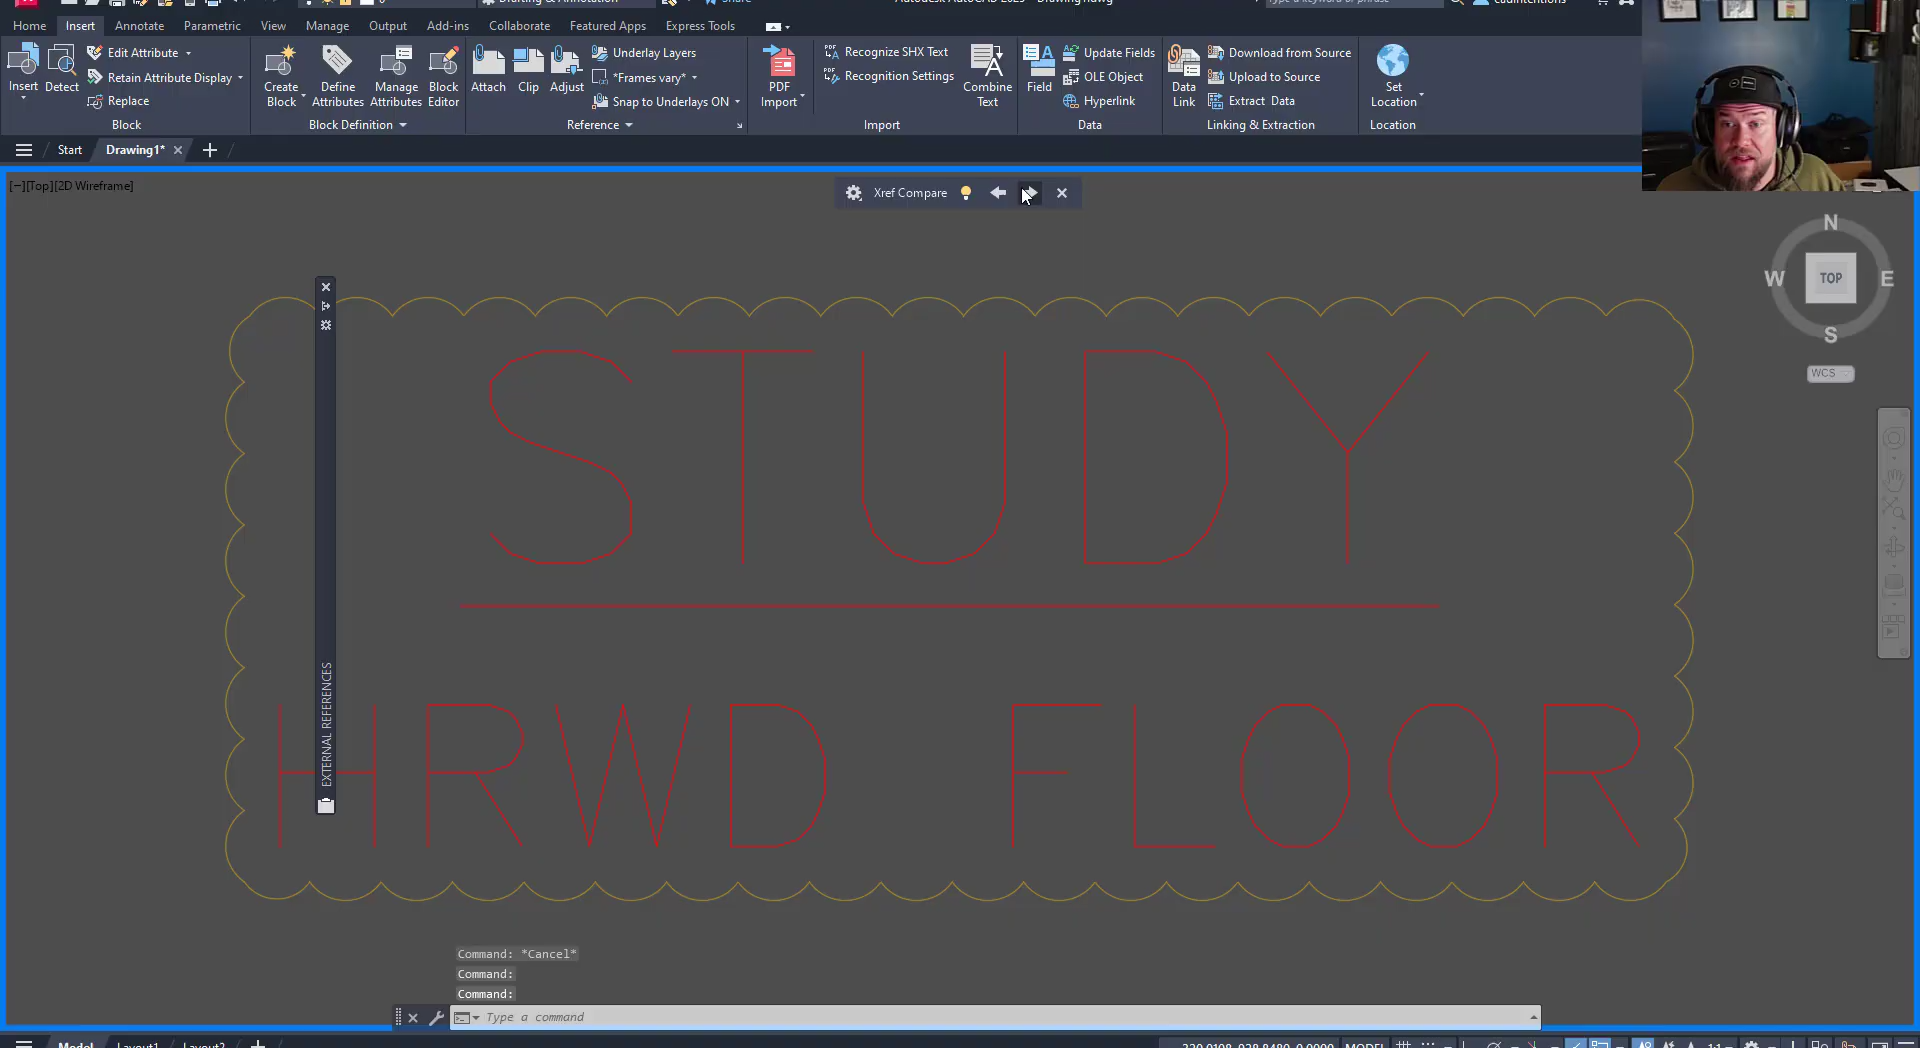 Share
cadintentions
Home Insert Annotate Parametric View Manage Output Add-ins Collaborate Featured Apps Express Tools
Insert
Detect
Edit Attribute
Retain Attribute Display
Replace
Block
Create Block
Define Attributes
Manage Attributes
Block Editor
Block Definition
Attach
Clip
Adjust
Underlay Layers
*Frames vary*
Snap to Underlays ON
Reference
PDF Import
Recognize SHX Text
Recognition Settings
Combine Text
Import
Field
Update Fields
OLE Object
Hyperlink
Data
Data Link
Download from Source
Upload to Source
Extract Data
Linking & Extraction
Set Location
Location
Start Drawing1*
[−][Top][2D Wireframe]
Xref Compare
N
W TOP E
S
WCS
STUDY
HRWD FLOOR
EXTERNAL REFERENCES
Command: *Cancel*
Command:
Command:
Type a command
Model Layout1 Layout2
MODEL